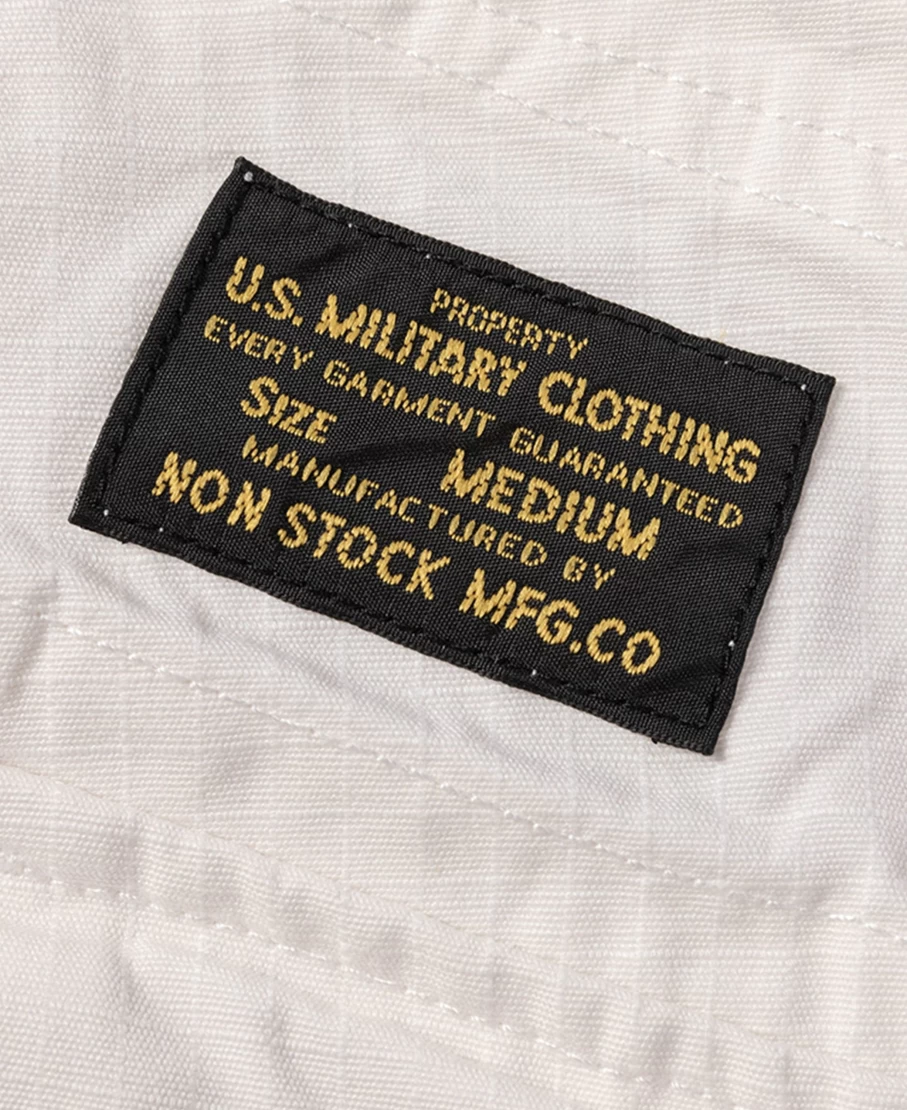 PROPERTY
U.S. MILITARY CLOTHING
EVERY GARMENT GUARANTEED
SIZE MEDIUM
MANUFACTURED BY
NON STOCK MFG.CO